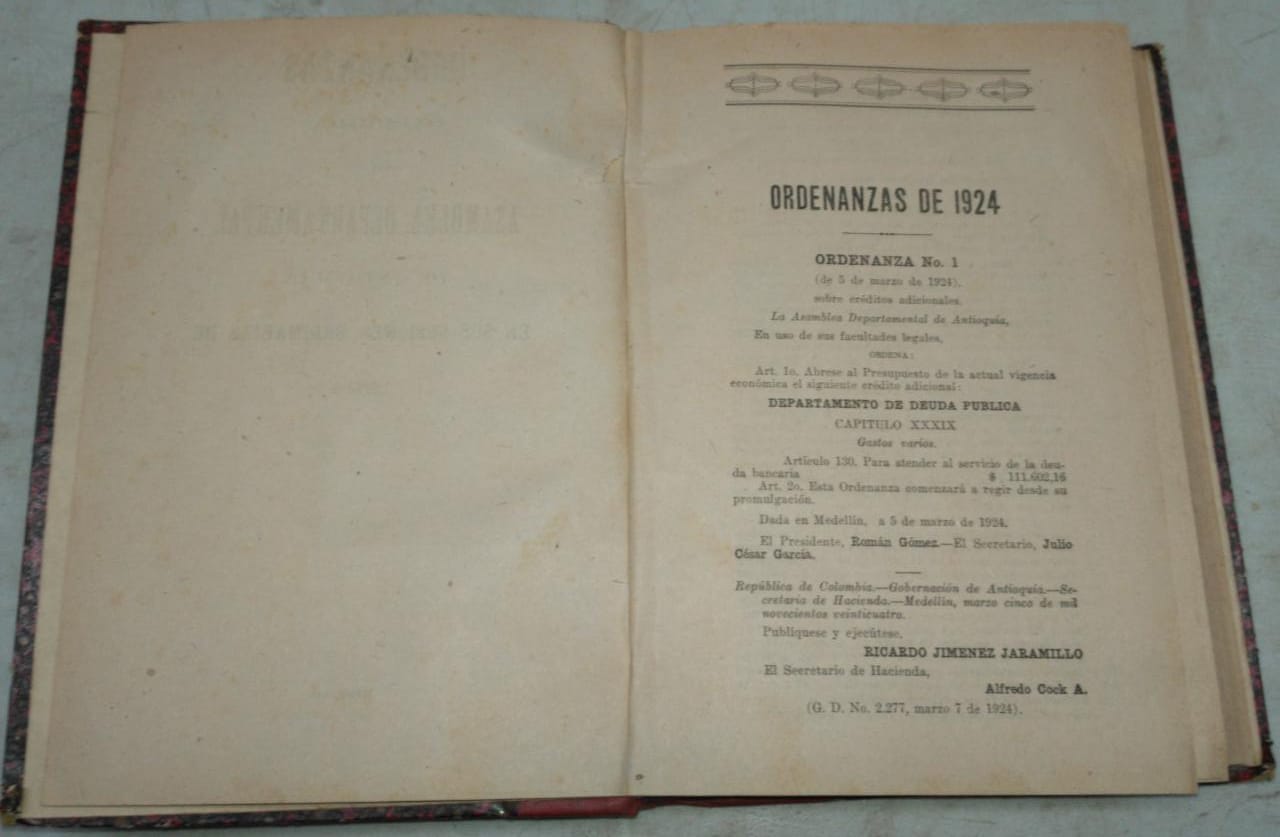 ORDENANZAS DE 1924
ORDENANZA No. 1
(de 5 de marzo de 1924).
sobre créditos adicionales.
La Asamblea Departamental de Antioquia,
En uso de sus facultades legales,
ORDENA:
Art. 1o. Abrese al Presupuesto de la actual vigencia
económica el siguiente crédito adicional:
DEPARTAMENTO DE DEUDA PUBLICA
CAPITULO XXXIX
Gastos varios.
Artículo 130. Para atender al servicio de la deu-
da bancaria $ 111.602,16
Art. 2o. Esta Ordenanza comenzará a regir desde su
promulgación.
Dada en Medellín, a 5 de marzo de 1924.
El Presidente, Román Gómez.—El Secretario, Julio
César García.
República de Colombia.—Gobernación de Antioquia.—Se-
cretaría de Hacienda.—Medellín, marzo cinco de mil
novecientos veinticuatro.
Publíquese y ejecútese.
RICARDO JIMENEZ JARAMILLO
El Secretario de Hacienda,
Alfredo Cock A.
(G. D. No. 2.277, marzo 7 de 1924).